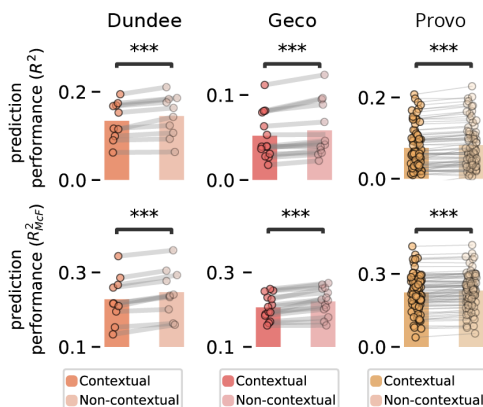 Dundee Geco Provo
*** *** ***
prediction
performance (R²)
0.2 0.1 0.2
0.0 0.0 0.0
*** *** ***
prediction
performance (R²McF)
0.3 0.3 0.3
0.1 0.1 0.0
Contextual Contextual Contextual
Non-contextual Non-contextual Non-contextual